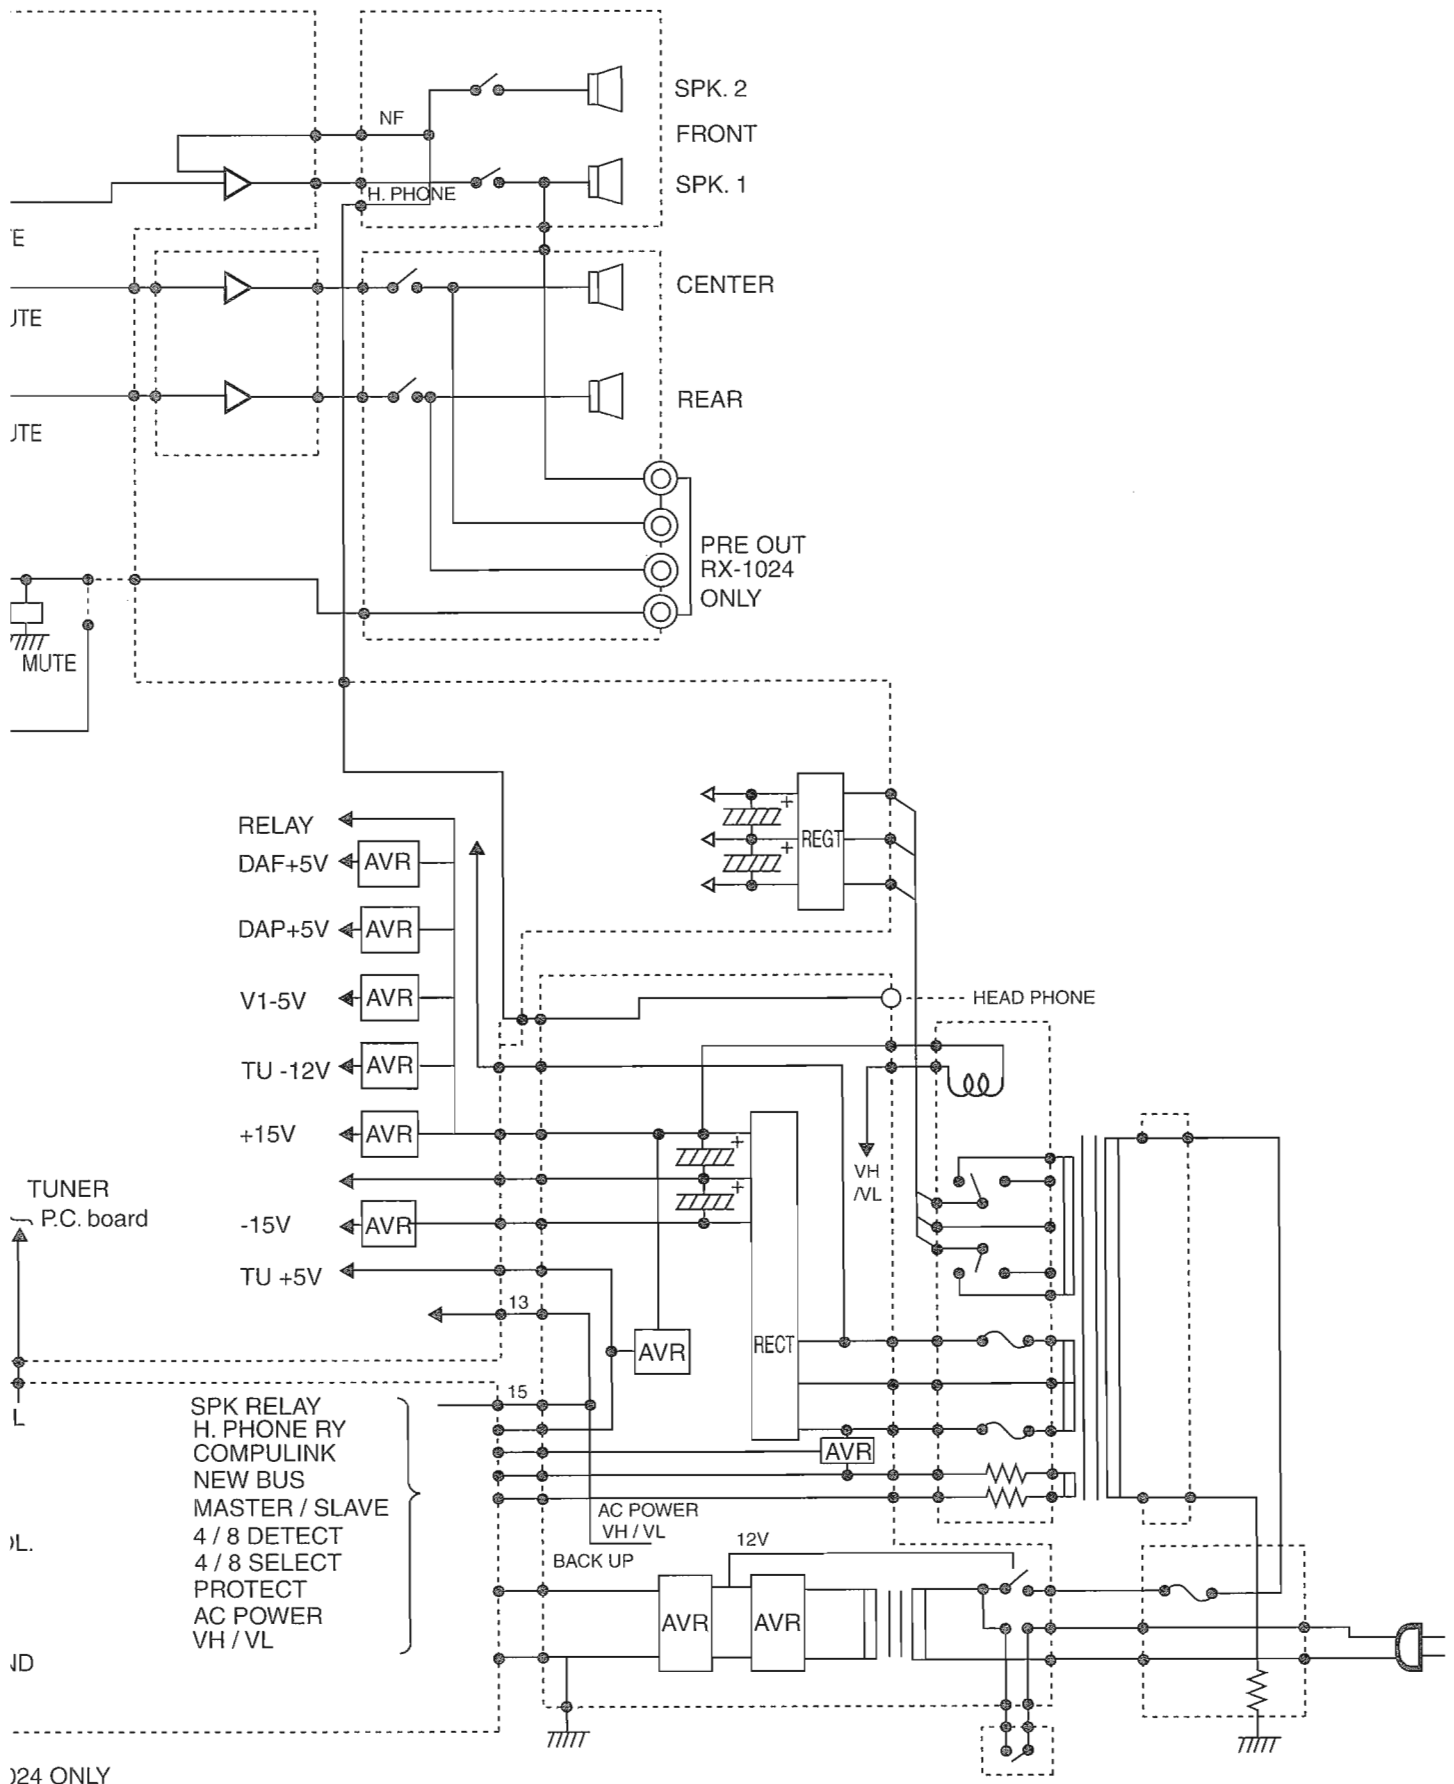 SPK. 2
NF
FRONT
SPK. 1
H. PHONE
CENTER
REAR
PRE OUT
RX-1024
ONLY
MUTE
RELAY
+
REGT
DAF+5V
AVR
+
DAP+5V
AVR
V1-5V
AVR
HEAD PHONE
TU -12V
AVR
+15V
AVR
+
VH
/VL
TUNER
P.C. board
-15V
AVR
+
TU +5V
13
AVR
RECT
15
SPK RELAY
H. PHONE RY
COMPULINK
AVR
NEW BUS
MASTER / SLAVE
AC POWER
VH / VL
4 / 8 DETECT
12V
4 / 8 SELECT
BACK UP
PROTECT
AC POWER
AVR
AVR
VH / VL
024 ONLY